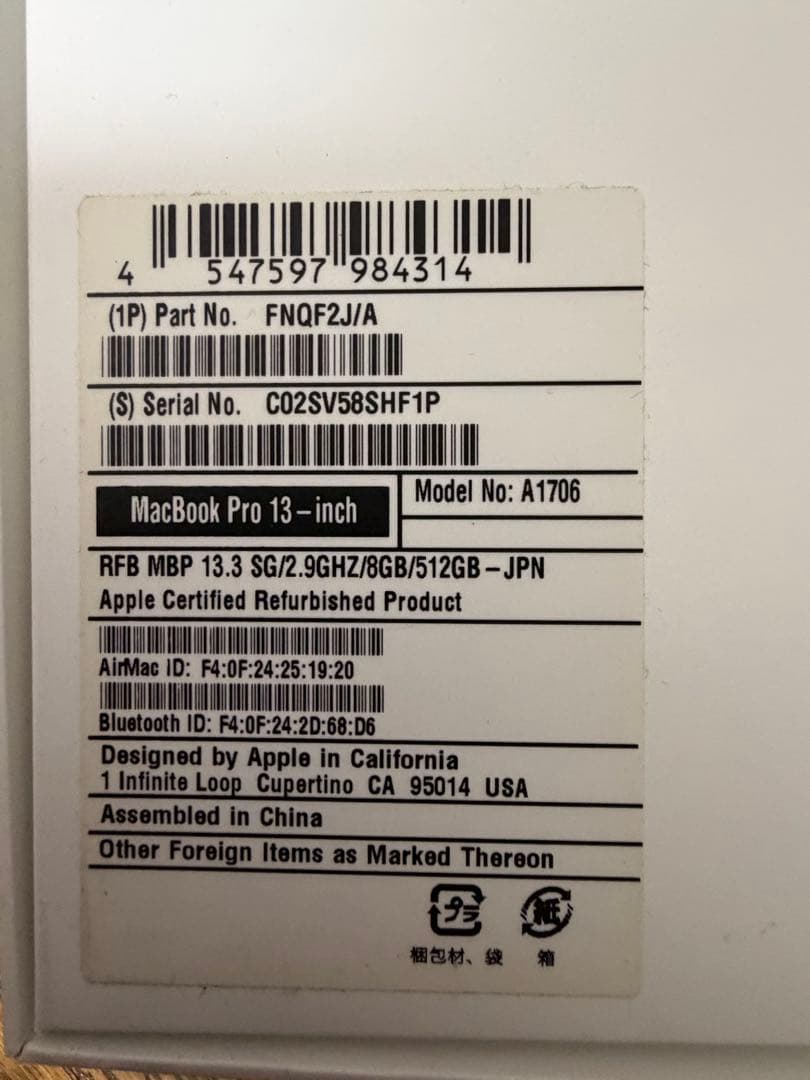 4 547597 984314
(1P) Part No. FNQF2J/A
(S) Serial No. C02SV58SHF1P
MacBook Pro 13-inch
Model No: A1706
RFB MBP 13.3 SG/2.9GHZ/8GB/512GB-JPN
Apple Certified Refurbished Product
AirMac ID: F4:0F:24:25:19:20
Bluetooth ID: F4:0F:24:2D:68:D6
Designed by Apple in California
1 Infinite Loop Cupertino CA 95014 USA
Assembled in China
Other Foreign Items as Marked Thereon
プラ 紙
梱包材、袋 箱